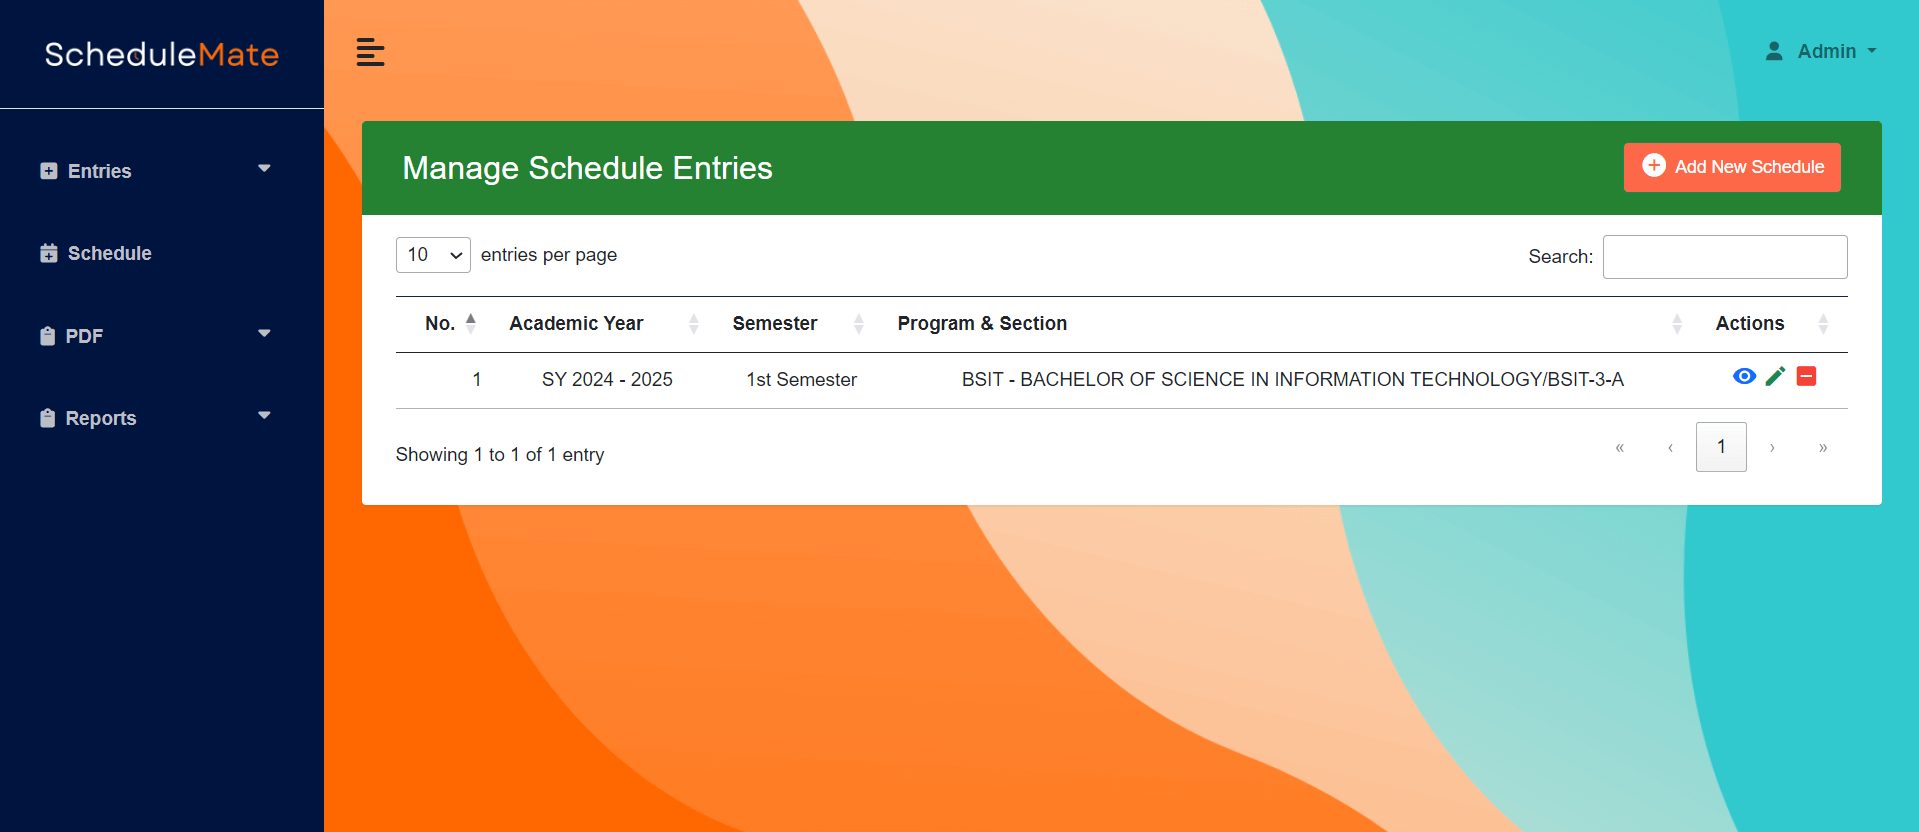 ScheduleMate
Admin
Entries
Schedule
PDF
Reports
Manage Schedule Entries
Add New Schedule
10 entries per page
Search:
No. Academic Year Semester Program & Section Actions
1 SY 2024 - 2025 1st Semester BSIT - BACHELOR OF SCIENCE IN INFORMATION TECHNOLOGY/BSIT-3-A
Showing 1 to 1 of 1 entry
« ‹ 1 › »